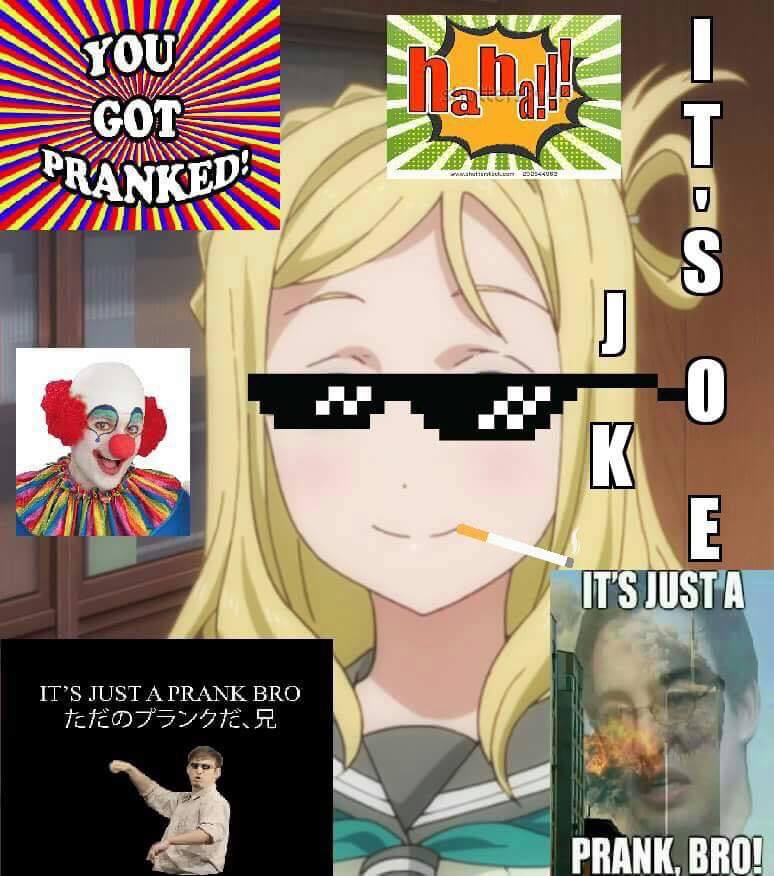 YOU
GOT
PRANKED!
haha!!!
IT'S
JOKE
IT'S JUST A PRANK BRO
ただのプランクだ、兄
IT'S JUST A
PRANK, BRO!